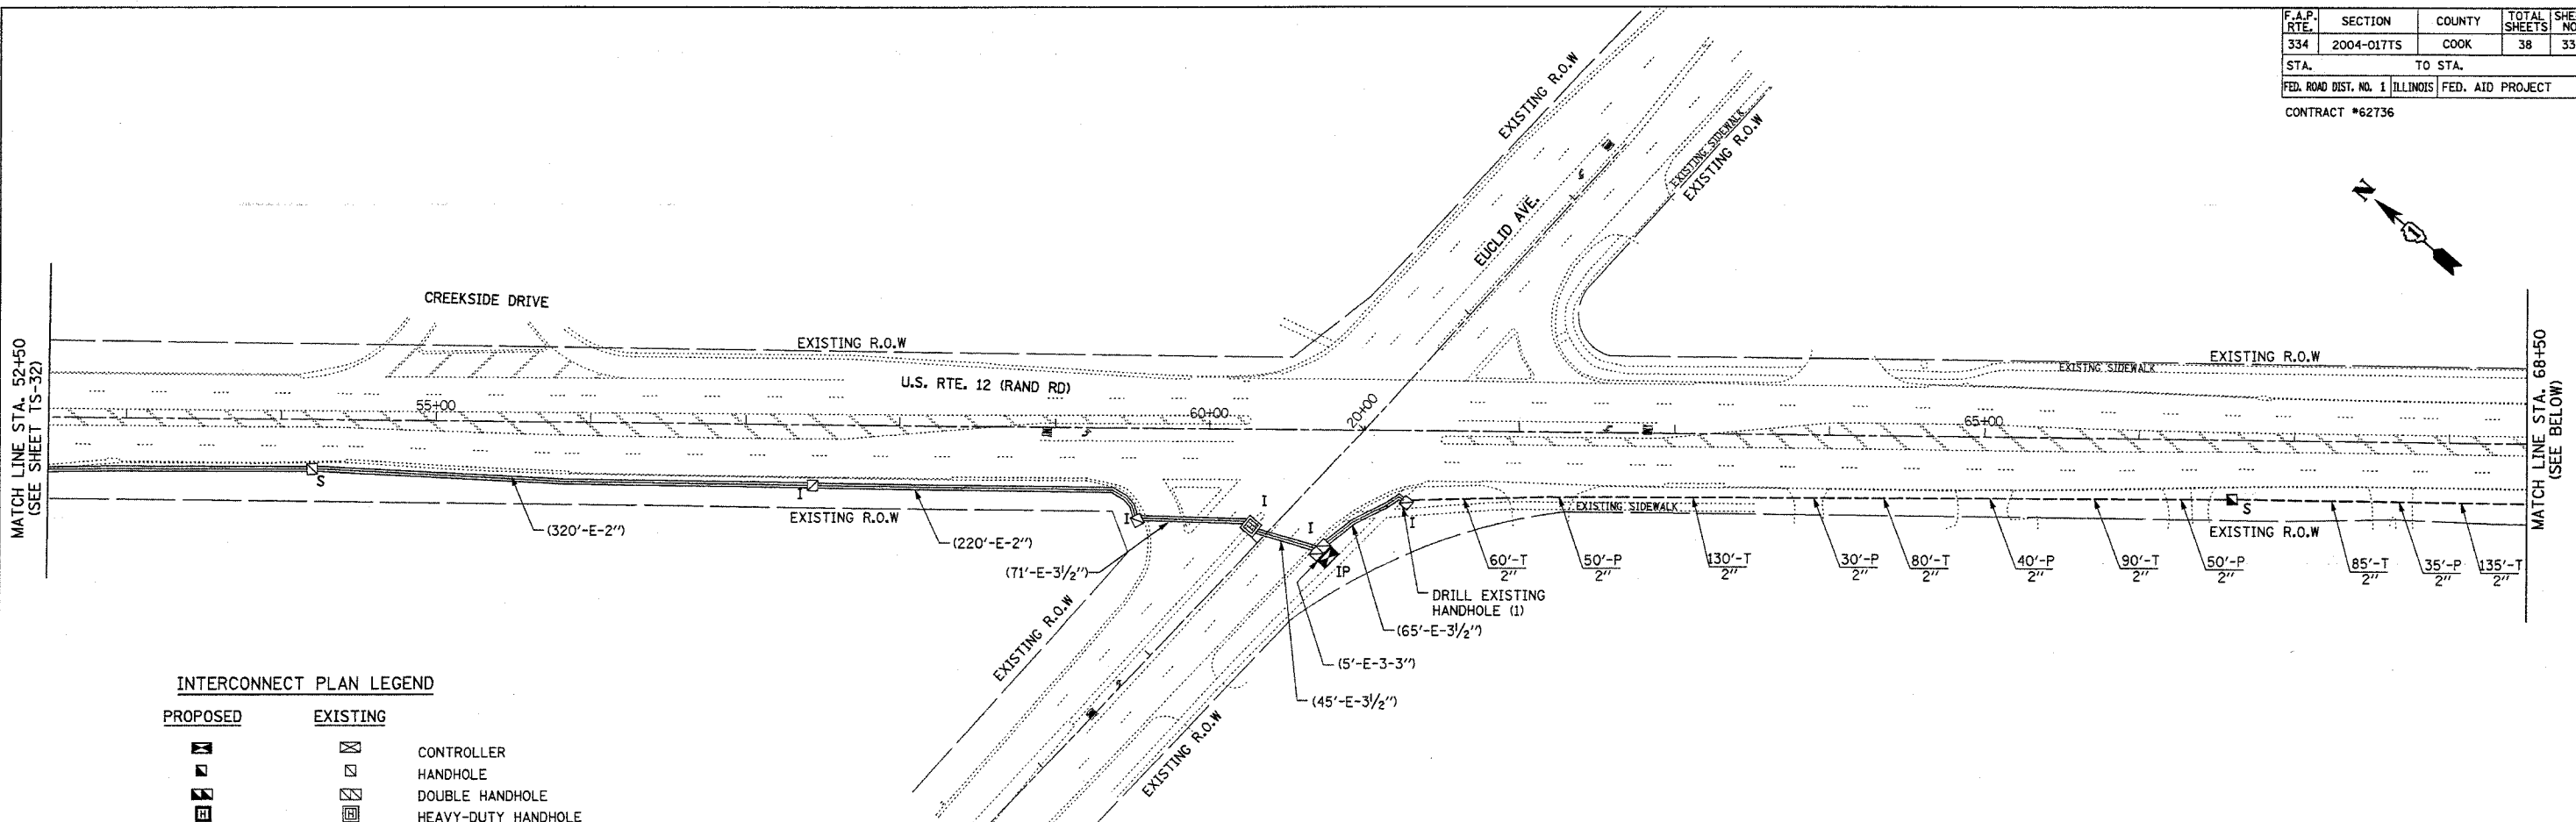 F.A.P. RTE. SECTION COUNTY TOTAL SHEETS SHE NO
334 2004-017TS COOK 38 33
STA. TO STA.
FED. ROAD DIST. NO. 1 ILLINOIS FED. AID PROJECT
CONTRACT #62736
EXISTING R.O.W
EXISTING SIDEWALK
EXISTING R.O.W
N
1
EUCLID AVE.
MATCH LINE STA. 52+50
(SEE SHEET TS-32)
CREEKSIDE DRIVE
EXISTING R.O.W
U.S. RTE. 12 (RAND RD)
EXISTING R.O.W
EXISTING SIDEWALK
MATCH LINE STA. 68+50
(SEE BELOW)
55+00
60+00
20+00
65+00
S
I
EXISTING R.O.W
I
I
I
I
IP
EXISTING SIDEWALK
S
EXISTING R.O.W
(320'-E-2")
(220'-E-2")
(71'-E-3½")
60'-T
2"
50'-P
2"
130'-T
2"
30'-P
2"
80'-T
2"
40'-P
2"
90'-T
2"
50'-P
2"
85'-T
2"
35'-P
2"
135'-T
2"
DRILL EXISTING
HANDHOLE (1)
(65'-E-3½")
(5'-E-3-3")
(45'-E-3½")
EXISTING R.O.W
EXISTING R.O.W
INTERCONNECT PLAN LEGEND
PROPOSED EXISTING
CONTROLLER
HANDHOLE
DOUBLE HANDHOLE
H H HEAVY-DUTY HANDHOLE